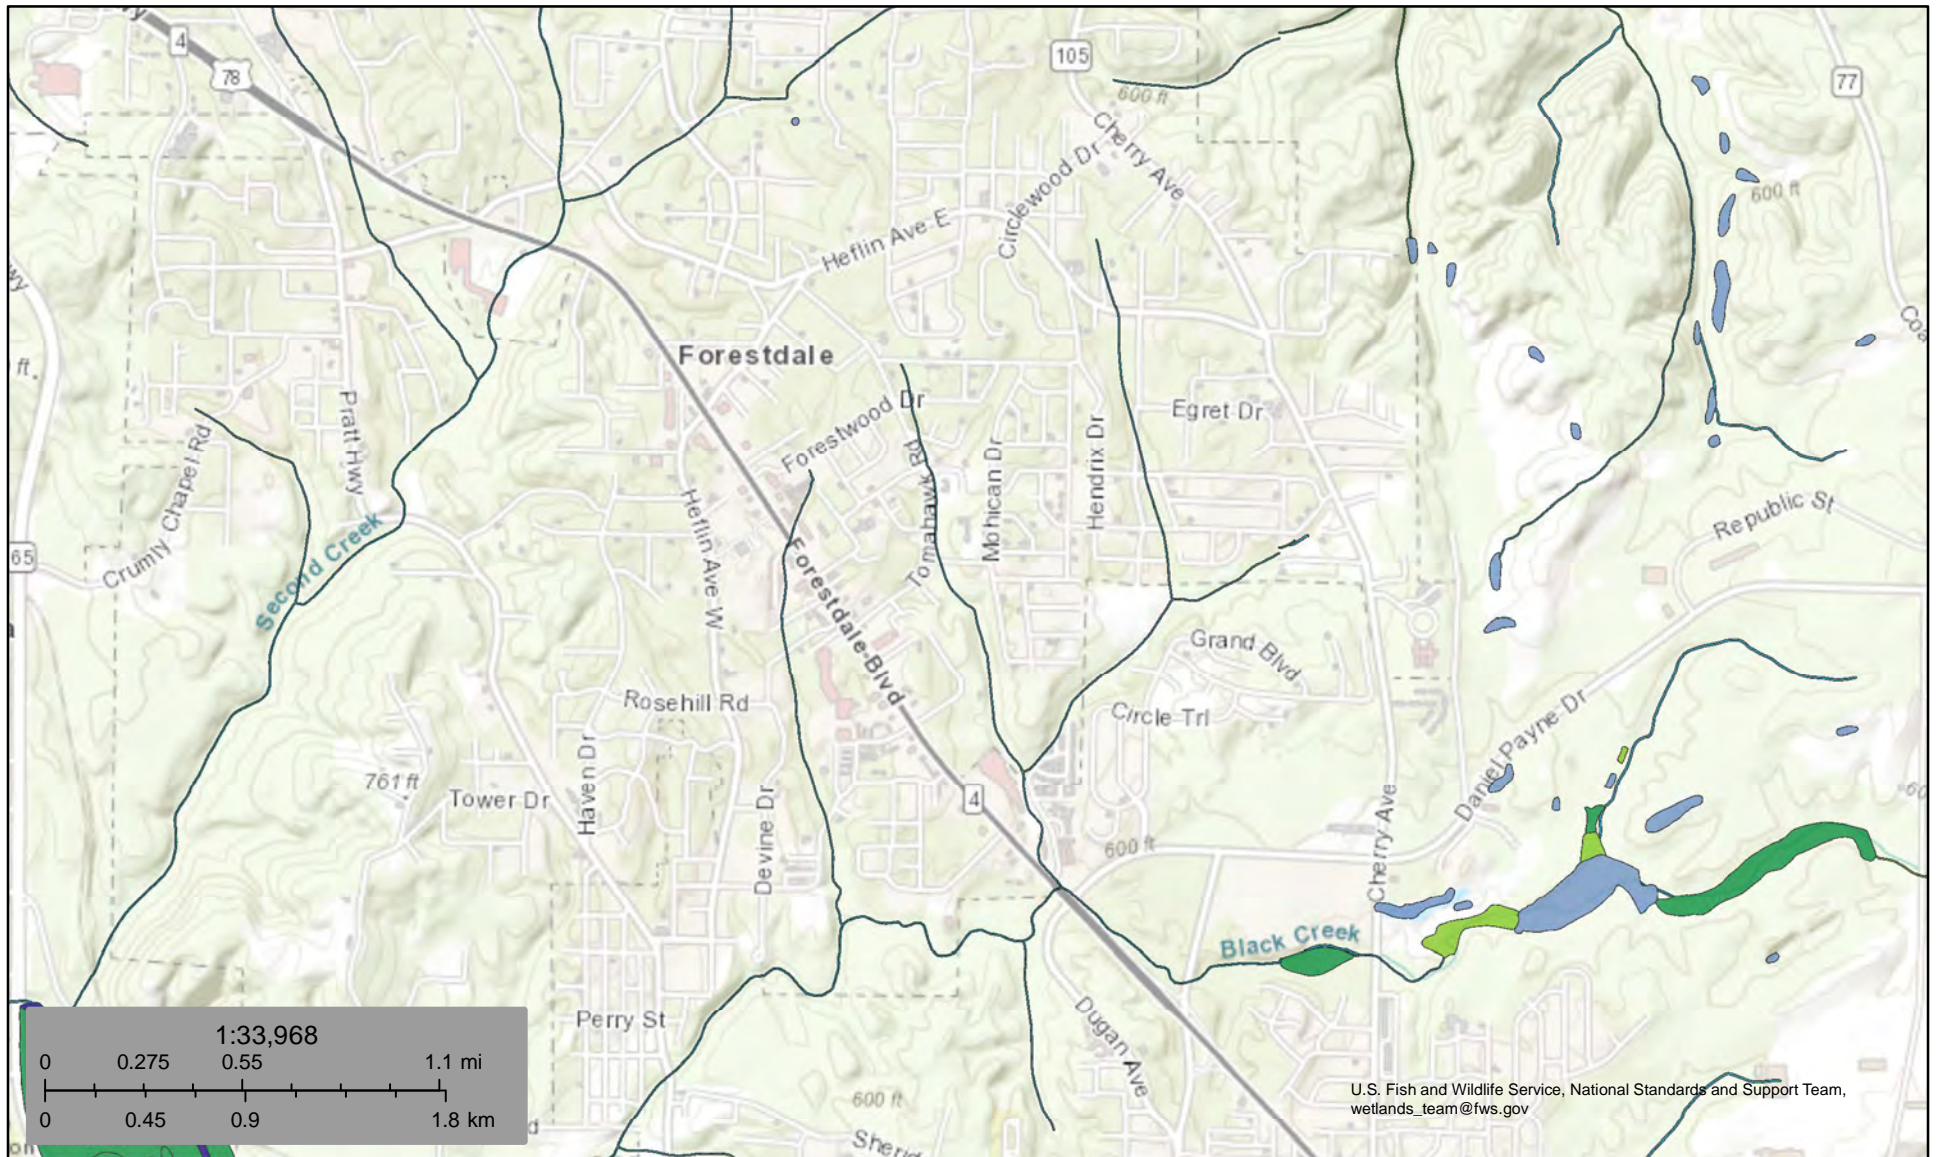 4
78
105
77
600 ft
Cherry Ave
Circlewood Dr
600 ft
Heflin Ave E
Forestdale
ft
Pratt Hwy
Forestwood Dr
Egret Dr
Crumly Chapel Rd
Tomahawk Rd
Mohican Dr
Hendrix Dr
Heflin Ave W
Second Creek
Republic St
65
Forestdale Blvd
Grand Blvd
Rosehill Rd
Circle Trl
Daniel Payne Dr
761 ft
Tower Dr
Haven Dr
Devine Dr
4
600 ft
Cherry Ave
Black Creek
Perry St
Dugan Ave
1:33,968
0 0.275 0.55 1.1 mi
0 0.45 0.9 1.8 km
600 ft
U.S. Fish and Wildlife Service, National Standards and Support Team,
wetlands_team@fws.gov